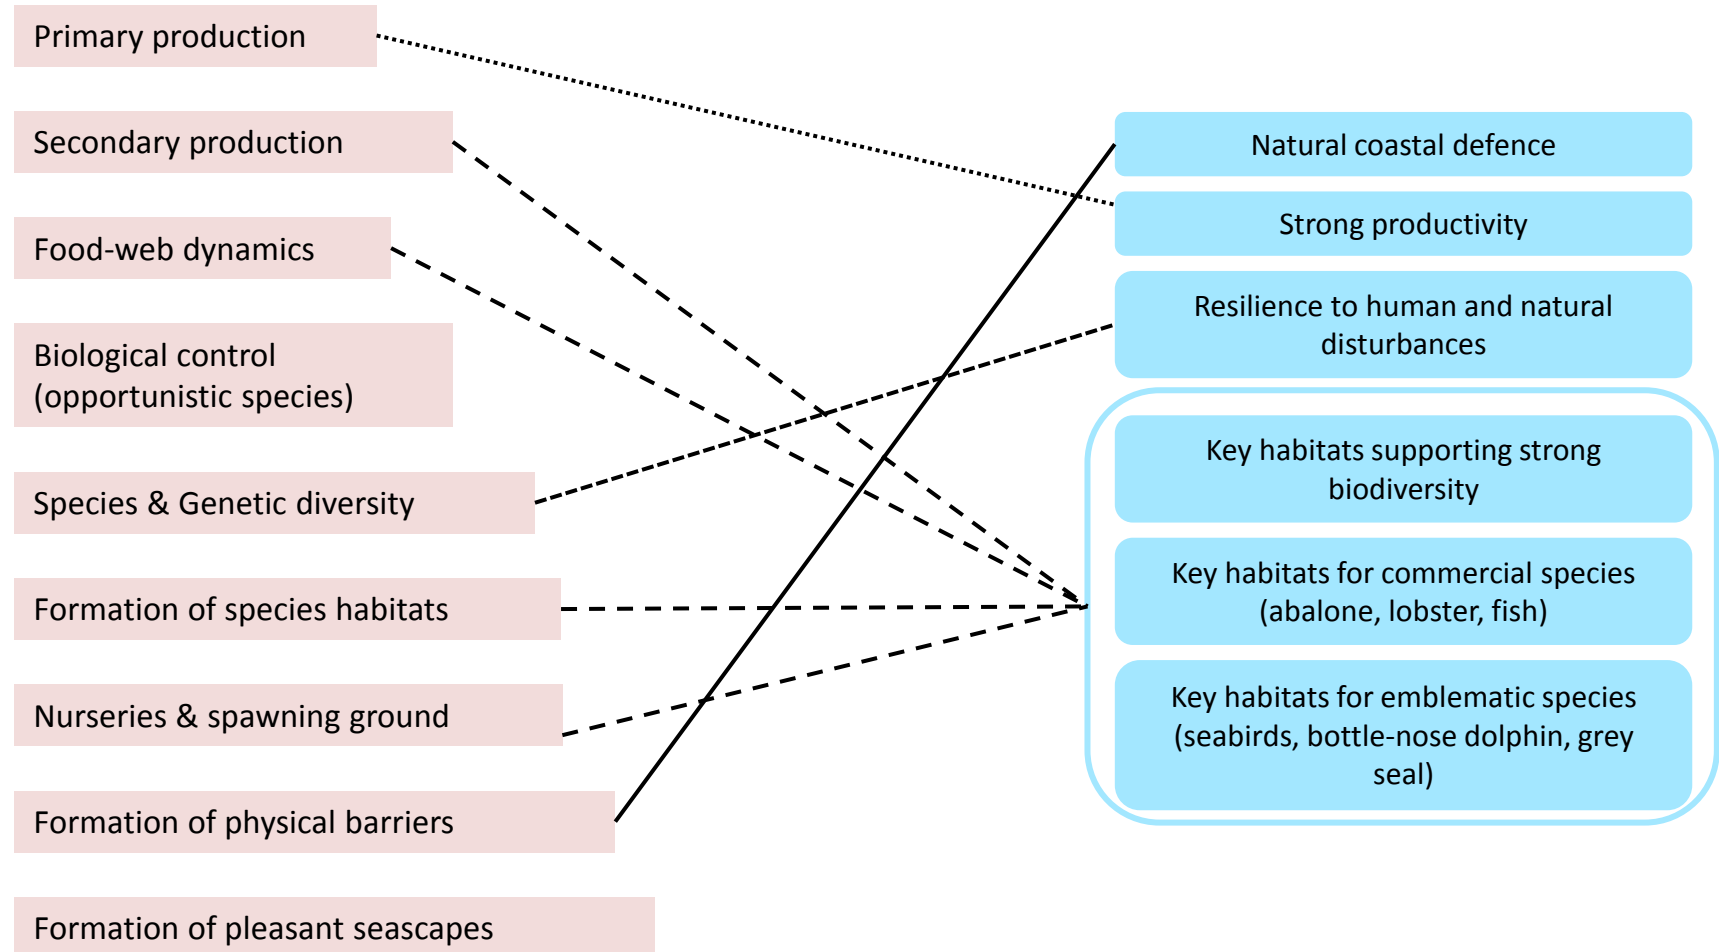 Primary production
Secondary production
Food-web dynamics
Biological control
(opportunistic species)
Species & Genetic diversity
Formation of species habitats
Nurseries & spawning ground
Formation of physical barriers
Formation of pleasant seascapes
Natural coastal defence
Strong productivity
Resilience to human and natural
disturbances
Key habitats supporting strong
biodiversity
Key habitats for commercial species
(abalone, lobster, fish)
Key habitats for emblematic species
(seabirds, bottle-nose dolphin, grey
seal)